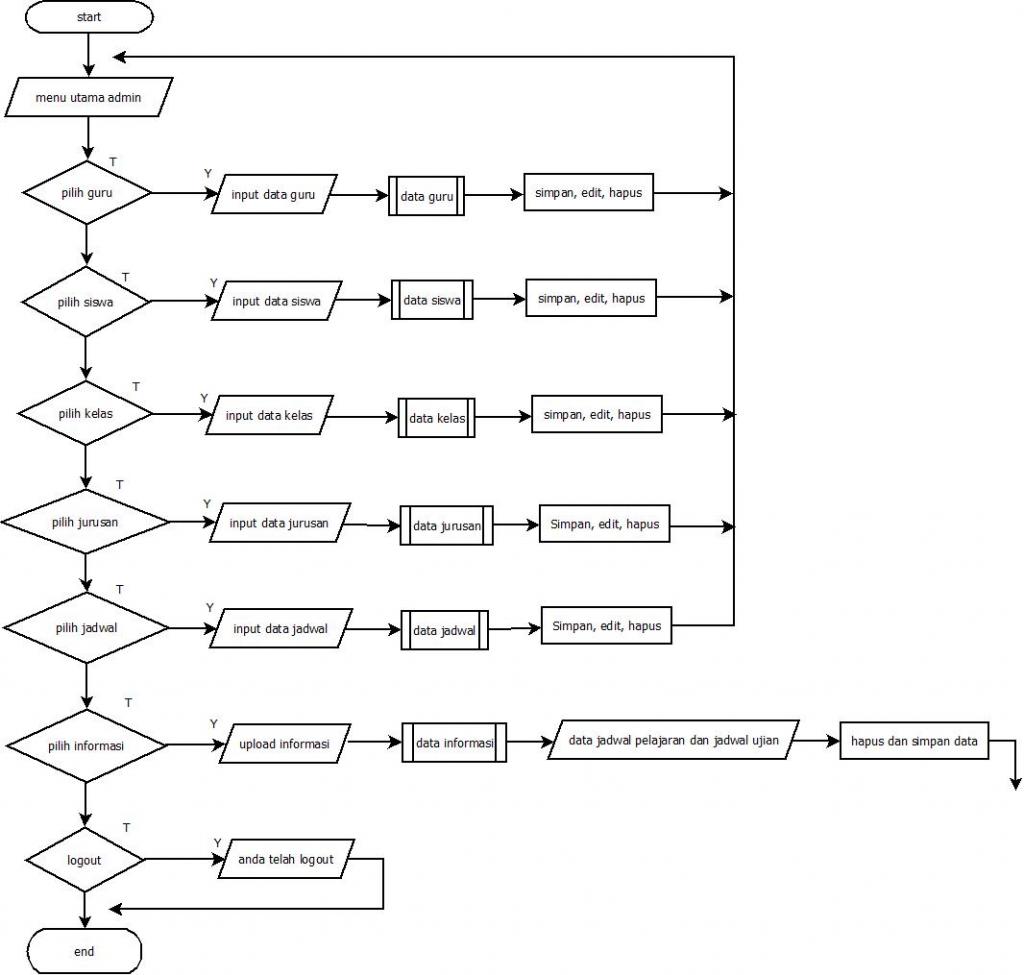 start
menu utama admin
T
pilih guru
Y
input data guru
data guru
simpan, edit, hapus
T
pilih siswa
Y
input data siswa
data siswa
simpan, edit, hapus
T
pilih kelas
Y
input data kelas
data kelas
simpan, edit, hapus
T
pilih jurusan
Y
input data jurusan
data jurusan
Simpan, edit, hapus
T
pilih jadwal
Y
input data jadwal
data jadwal
Simpan, edit, hapus
T
pilih informasi
Y
upload informasi
data informasi
data jadwal pelajaran dan jadwal ujian
hapus dan simpan data
T
logout
Y
anda telah logout
end